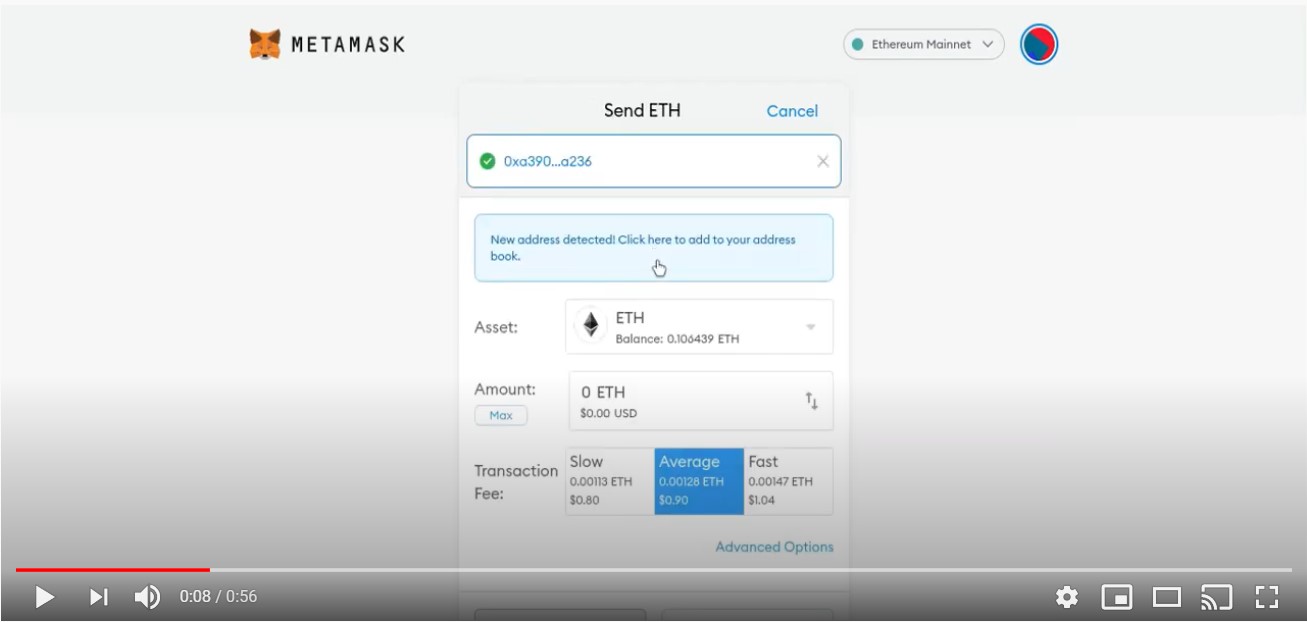 METAMASK
Ethereum Mainnet
Send ETH
Cancel
0xa390...a236
New address detected! Click here to add to your address
book.
Asset:
ETH
Balance: 0.106439 ETH
Amount:
Max
0 ETH
$0.00 USD
Transaction
Fee:
Slow
0.00113 ETH
$0.80
Average
0.00128 ETH
$0.90
Fast
0.00147 ETH
$1.04
Advanced Options
0:08 / 0:56